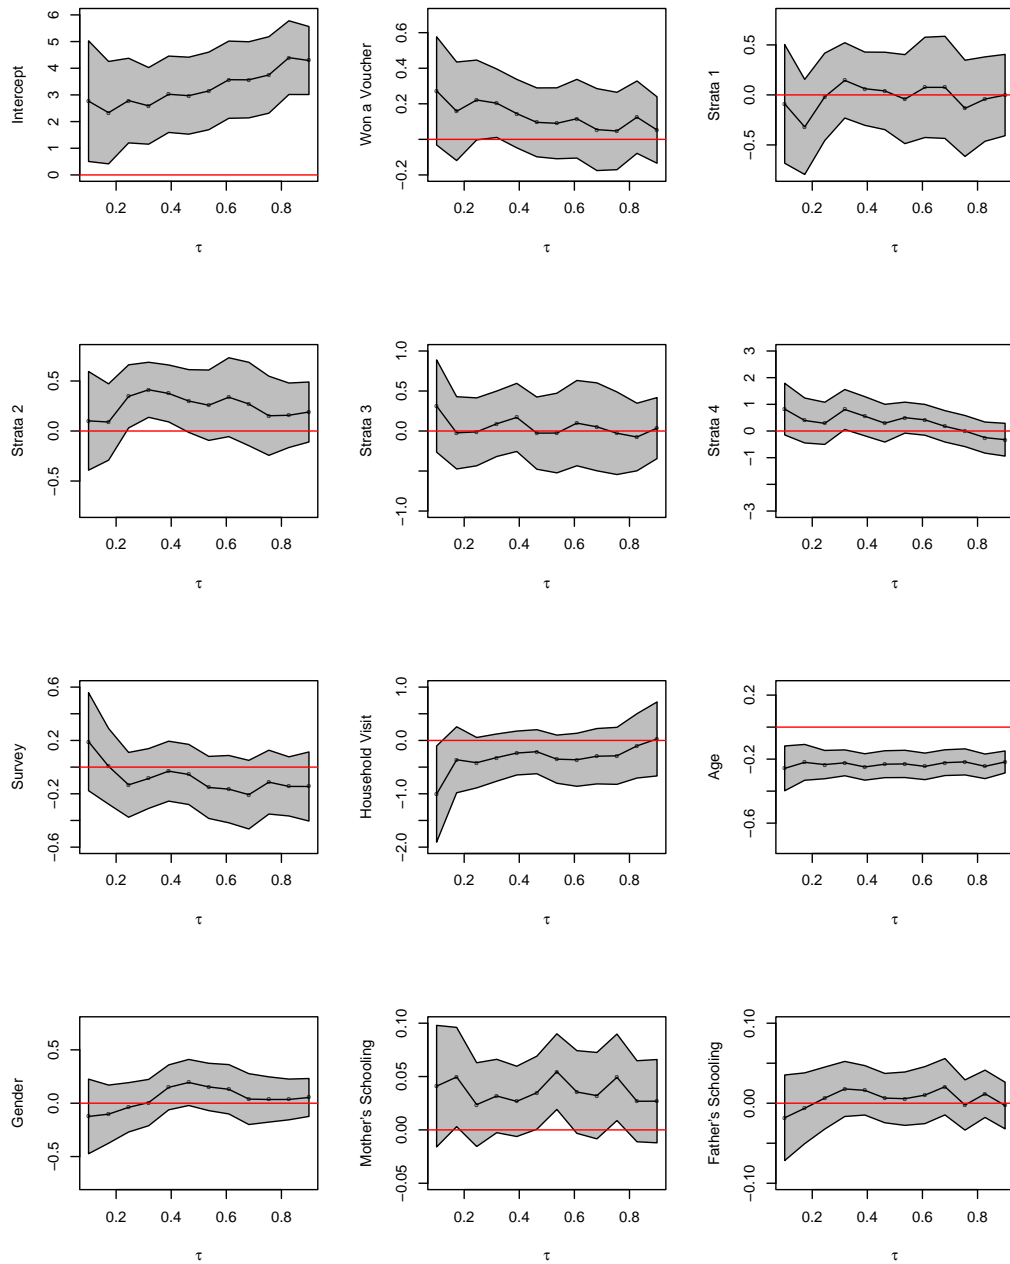 Intercept
0 1 2 3 4 5 6
0.2 0.4 0.6 0.8
τ
Won a Voucher
−0.2 0.2 0.4 0.6
0.2 0.4 0.6 0.8
τ
Strata 1
−0.5 0.0 0.5
0.2 0.4 0.6 0.8
τ
Strata 2
−0.5 0.0 0.5
0.2 0.4 0.6 0.8
τ
Strata 3
−1.0 0.0 0.5 1.0
0.2 0.4 0.6 0.8
τ
Strata 4
−3 −1 0 1 2 3
0.2 0.4 0.6 0.8
τ
Survey
−0.6 −0.2 0.2 0.6
0.2 0.4 0.6 0.8
τ
Household Visit
−2.0 −1.0 0.0 1.0
0.2 0.4 0.6 0.8
τ
Age
−0.6 −0.2 0.2
0.2 0.4 0.6 0.8
τ
Gender
−0.5 0.0 0.5
0.2 0.4 0.6 0.8
τ
Mother's Schooling
−0.05 0.00 0.05 0.10
0.2 0.4 0.6 0.8
τ
Father's Schooling
−0.10 0.00 0.10
0.2 0.4 0.6 0.8
τ